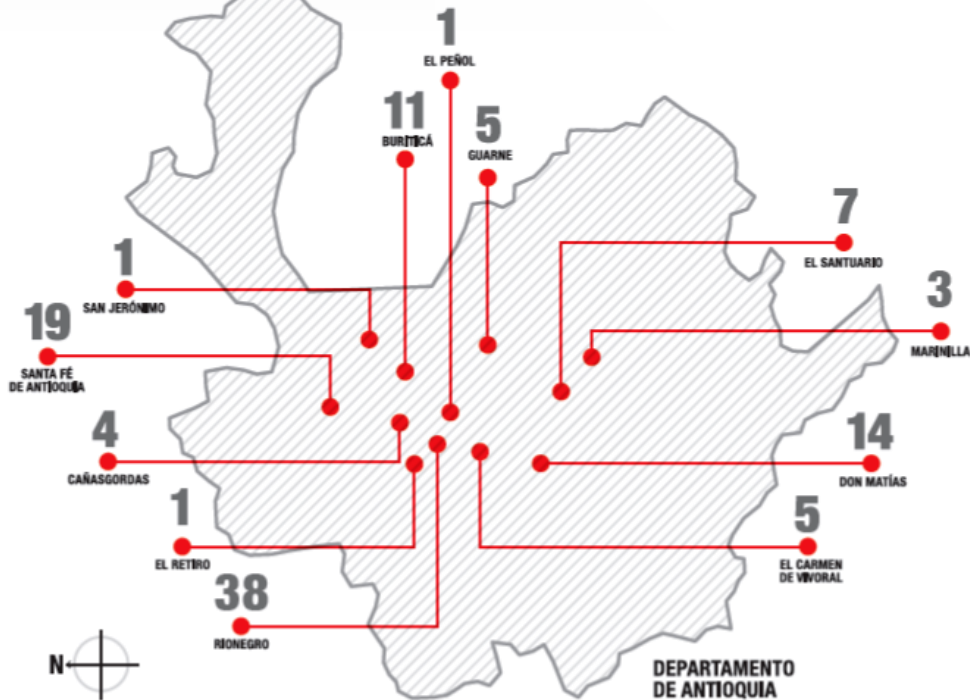 1
EL PEÑOL
11
BURITICÁ
5
GUARNE
7
EL SANTUARIO
1
SAN JERÓNIMO
3
MARINILLA
19
SANTA FÉ
DE ANTIOQUIA
4
CAÑASGORDAS
14
DON MATÍAS
1
EL RETIRO
5
EL CARMEN
DE VIVORAL
38
RIONEGRO
N
DEPARTAMENTO
DE ANTIOQUIA